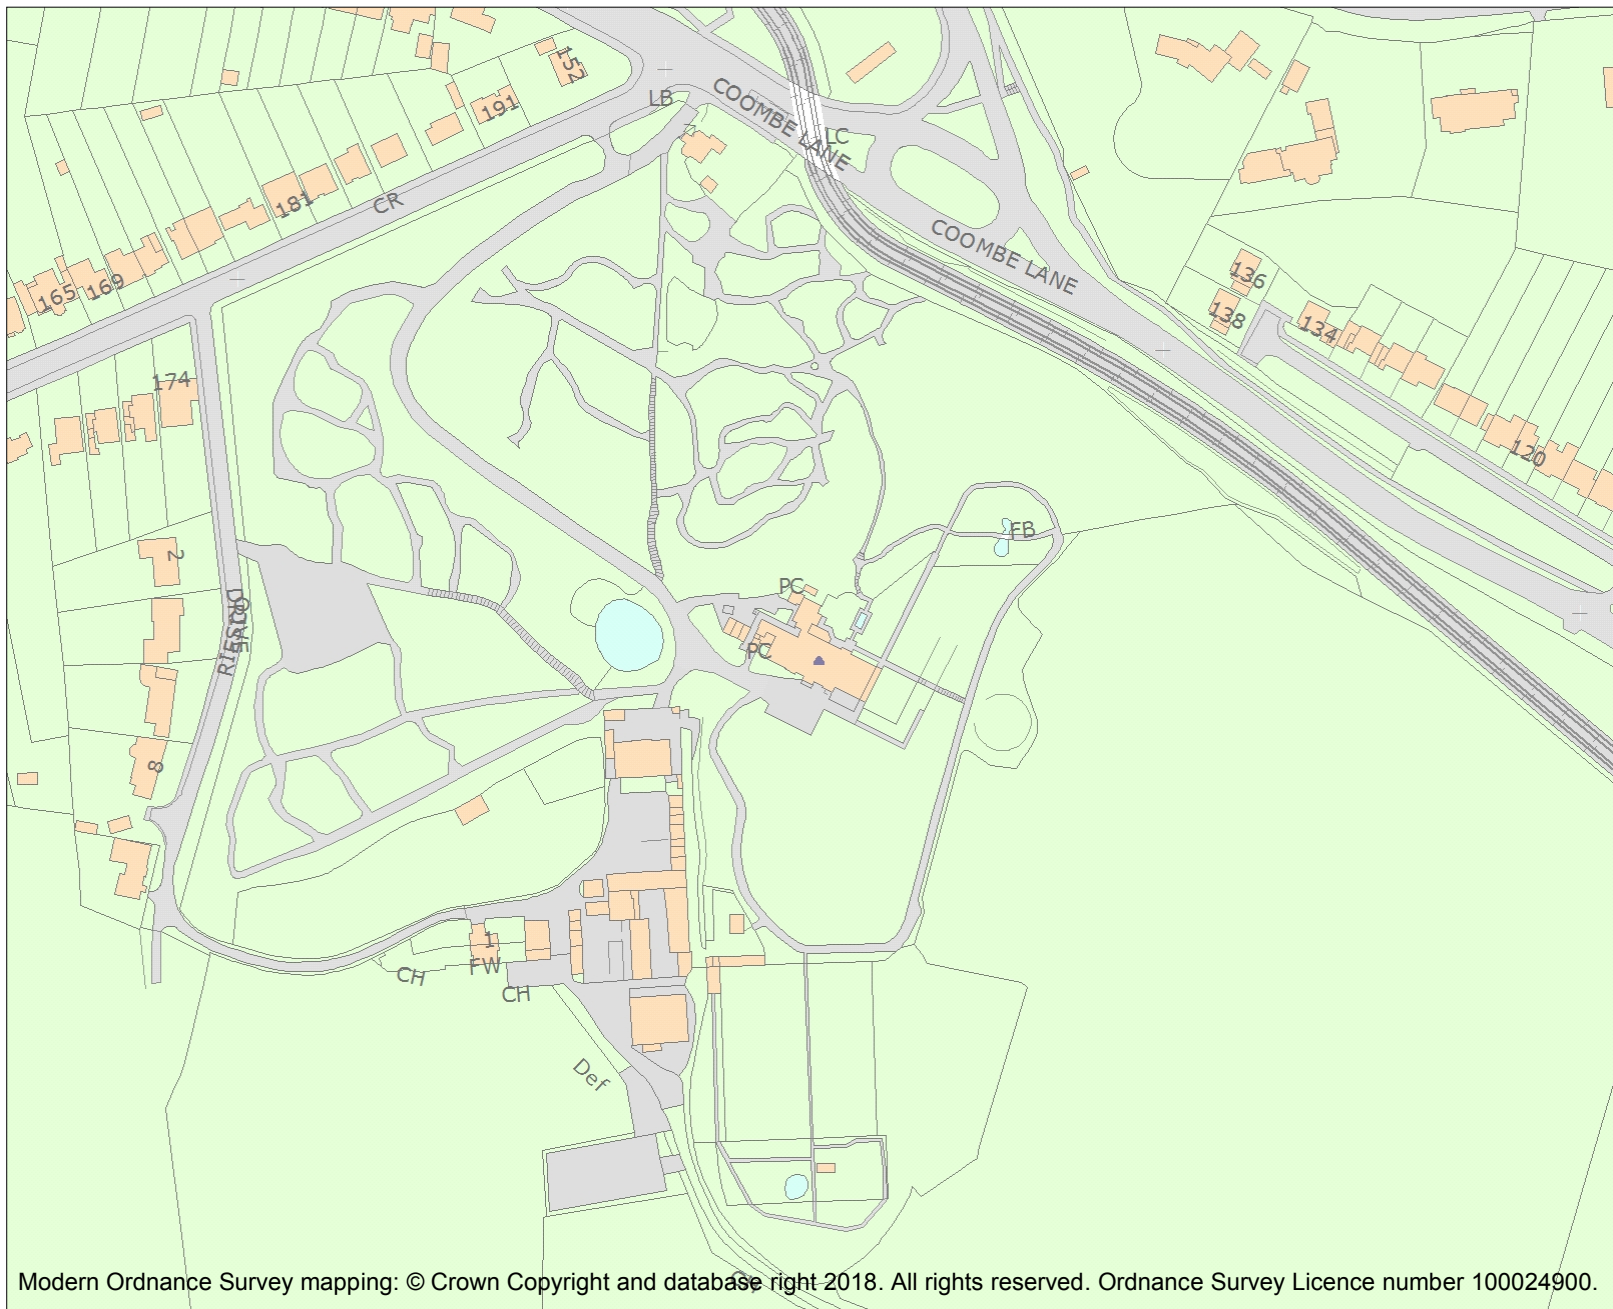 152
191
LB
COOMBE LANE
LC
181
CR
165
169
COOMBE LANE
136
138
134
174
120
FB
2
PC
RIESCO
DRIVE
PC
8
1
FW
CH
CH
Def
Modern Ordnance Survey mapping: © Crown Copyright and database right 2018. All rights reserved. Ordnance Survey Licence number 100024900.